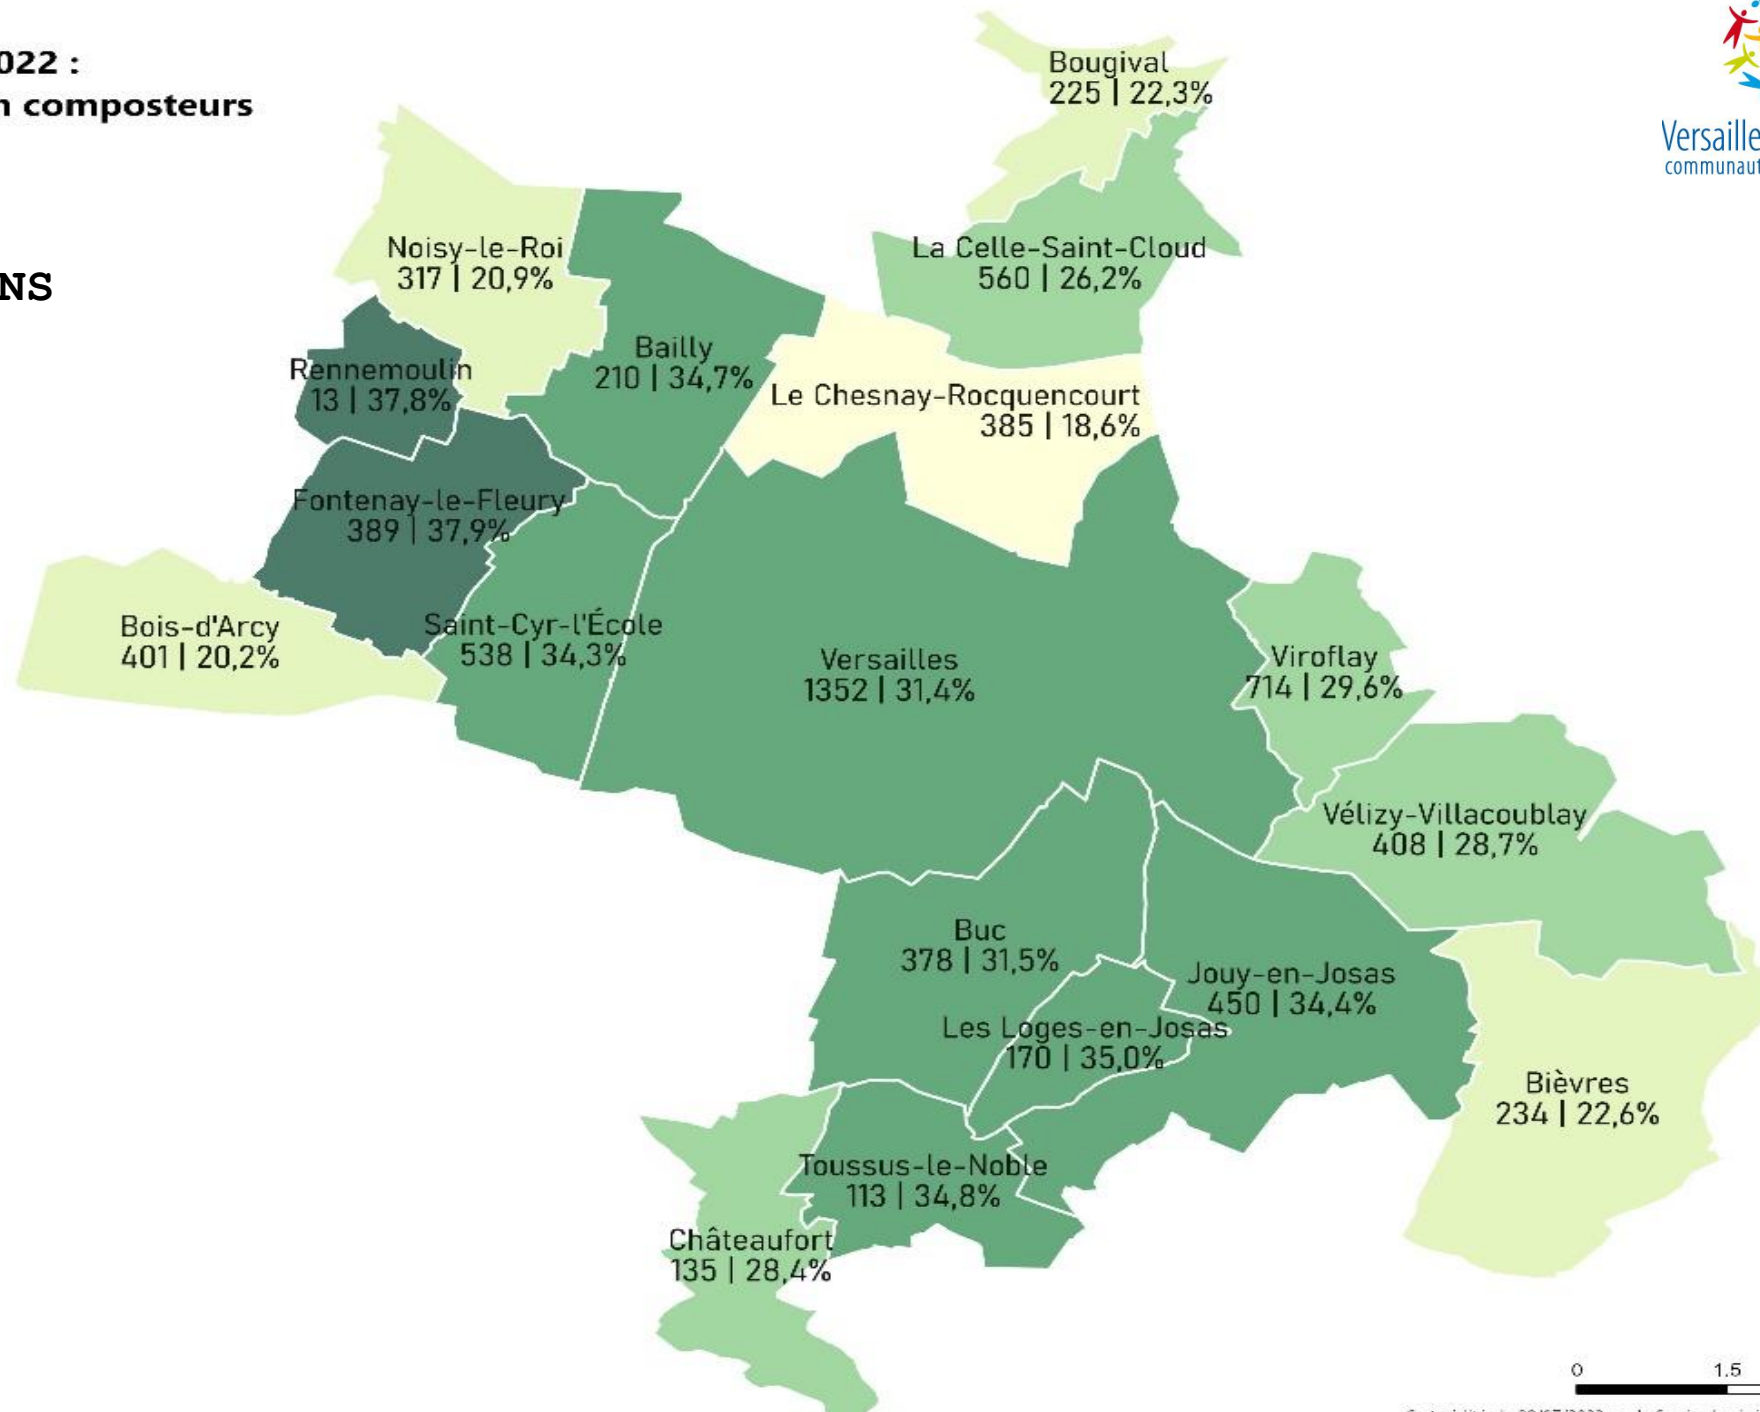 022 :
n composteurs
NS
Versaille
communaut
Bougival
225 | 22,3%
Noisy-le-Roi
317 | 20,9%
La Celle-Saint-Cloud
560 | 26,2%
Bailly
210 | 34,7%
Rennemoulin
13 | 37,8%
Le Chesnay-Rocquencourt
385 | 18,6%
Fontenay-le-Fleury
389 | 37,9%
Bois-d'Arcy
401 | 20,2%
Saint-Cyr-l'École
538 | 34,3%
Versailles
1352 | 31,4%
Viroflay
714 | 29,6%
Vélizy-Villacoublay
408 | 28,7%
Buc
378 | 31,5%
Jouy-en-Josas
450 | 34,4%
Les Loges-en-Josas
170 | 35,0%
Bièvres
234 | 22,6%
Toussus-le-Noble
113 | 34,8%
Châteaufort
135 | 28,4%
0 1.5